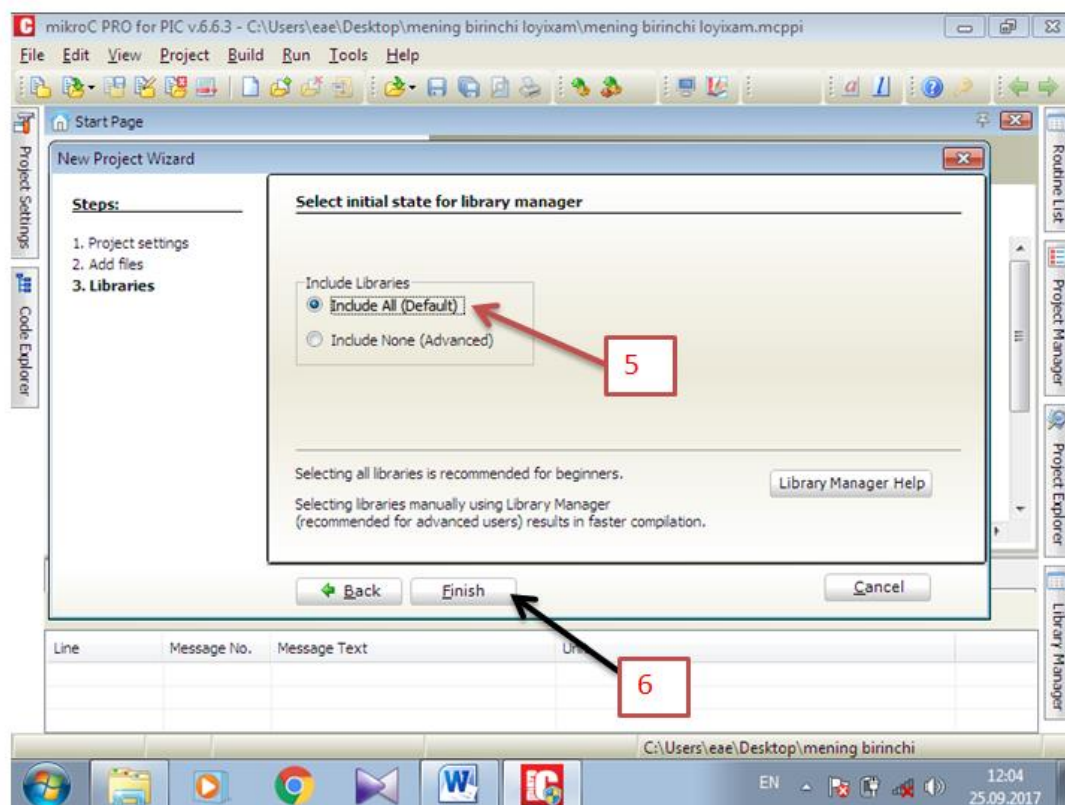 mikroC PRO for PIC v.6.6.3 - C:\Users\eae\Desktop\mening birinchi loyixam\mening birinchi loyixam.mcppi
File Edit View Project Build Run Tools Help
Start Page
Project Settings
Code Explorer
New Project Wizard
Steps:
1. Project settings
2. Add files
3. Libraries
Select initial state for library manager
Include Libraries
Include All (Default)
Include None (Advanced)
5
Selecting all libraries is recommended for beginners.
Selecting libraries manually using Library Manager
(recommended for advanced users) results in faster compilation.
Library Manager Help
Back Finish Cancel
6
Routine List
Project Manager
Project Explorer
Library Manager
Line Message No. Message Text
C:\Users\eae\Desktop\mening birinchi
EN
12:04
25.09.2017